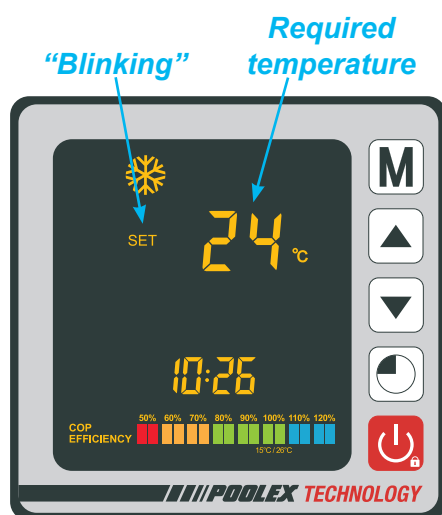 Required
“Blinking” temperature
M
SET 24 °C
10:26
50% 60% 70% 80% 90% 100% 110% 120%
COP
EFFICIENCY
15°C / 26°C
POOLEX TECHNOLOGY